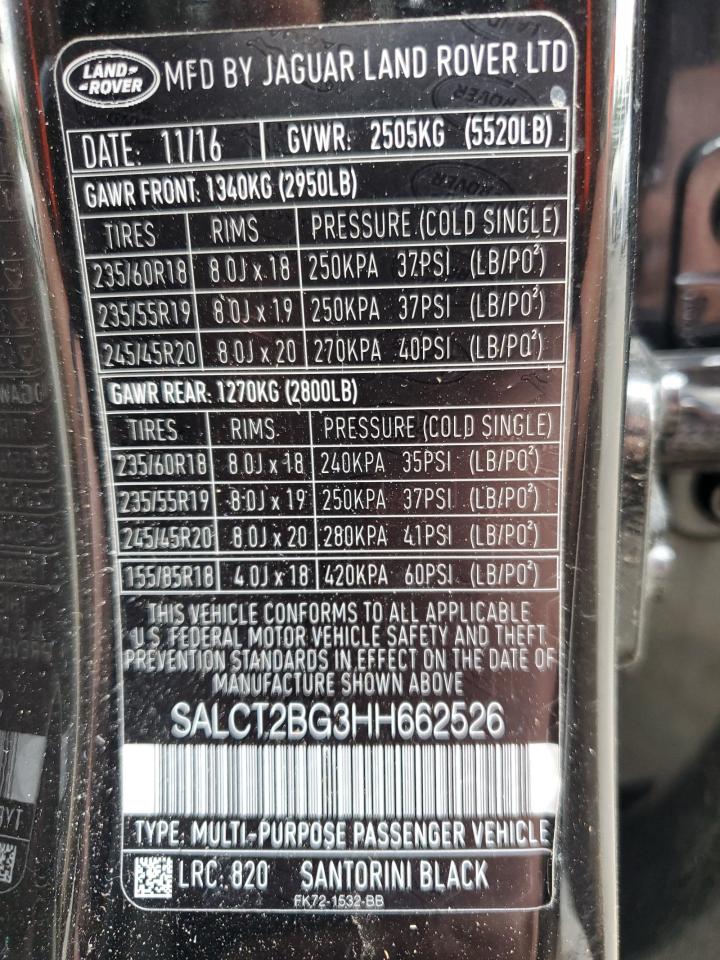 LAND ROVER MFD BY JAGUAR LAND ROVER LTD
DATE: 11/16 GVWR: 2505KG (5520LB)
GAWR FRONT: 1340KG (2950LB)
TIRES RIMS PRESSURE (COLD SINGLE)
235/60R18 8.0J x 18 250KPA 37PSI (LB/PO²)
235/55R19 8.0J x 19 250KPA 37PSI (LB/PO²)
245/45R20 8.0J x 20 270KPA 40PSI (LB/PO²)
GAWR REAR: 1270KG (2800LB)
TIRES RIMS PRESSURE (COLD SINGLE)
235/60R18 8.0J x 18 240KPA 35PSI (LB/PO²)
235/55R19 8.0J x 19 250KPA 37PSI (LB/PO²)
245/45R20 8.0J x 20 280KPA 41PSI (LB/PO²)
155/85R18 4.0J x 18 420KPA 60PSI (LB/PO²)
THIS VEHICLE CONFORMS TO ALL APPLICABLE
U.S. FEDERAL MOTOR VEHICLE SAFETY AND THEFT
PREVENTION STANDARDS IN EFFECT ON THE DATE OF
MANUFACTURE SHOWN ABOVE
SALCT2BG3HH662526
TYPE: MULTI-PURPOSE PASSENGER VEHICLE
LRC: 820 SANTORINI BLACK
FK72-1532-BB